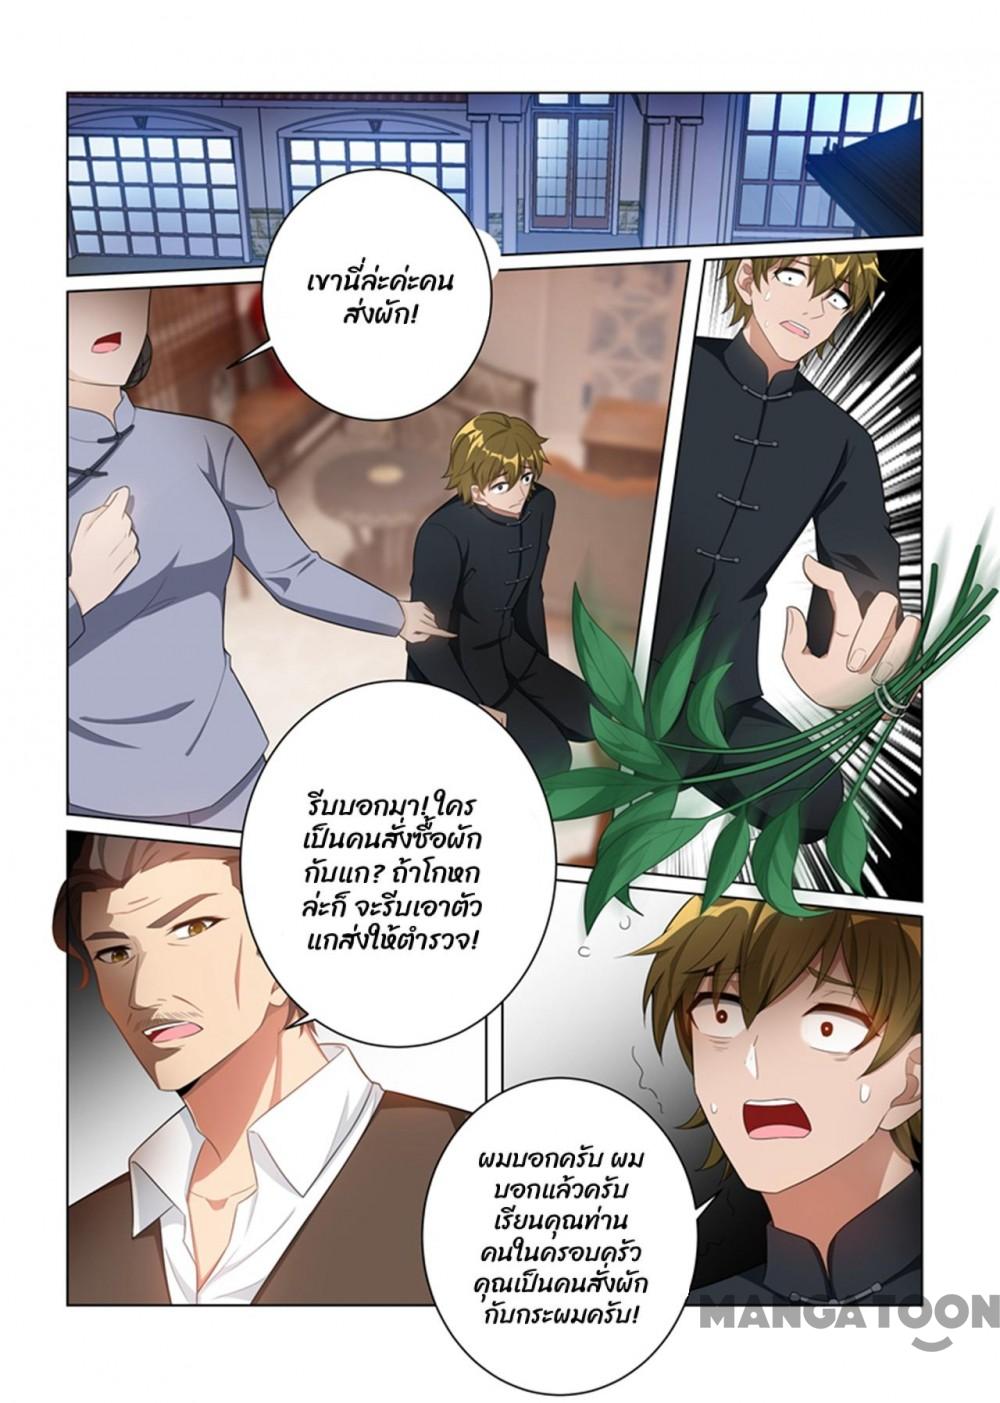 เขานี่ล่ะค่ะคน
ส่งผัก!
รีบบอกมา! ใคร
เป็นคนสั่งซื้อผัก
กับแก? ถ้าโกหก
ล่ะก็ จะรีบเอาตัว
แกส่งให้ตำรวจ!
ผมบอกครับ ผม
บอกแล้วครับ
เรียนคุณท่าน
คนในครอบครัว
คุณเป็นคนสั่งผัก
กับกระผมครับ!
MANGATOON